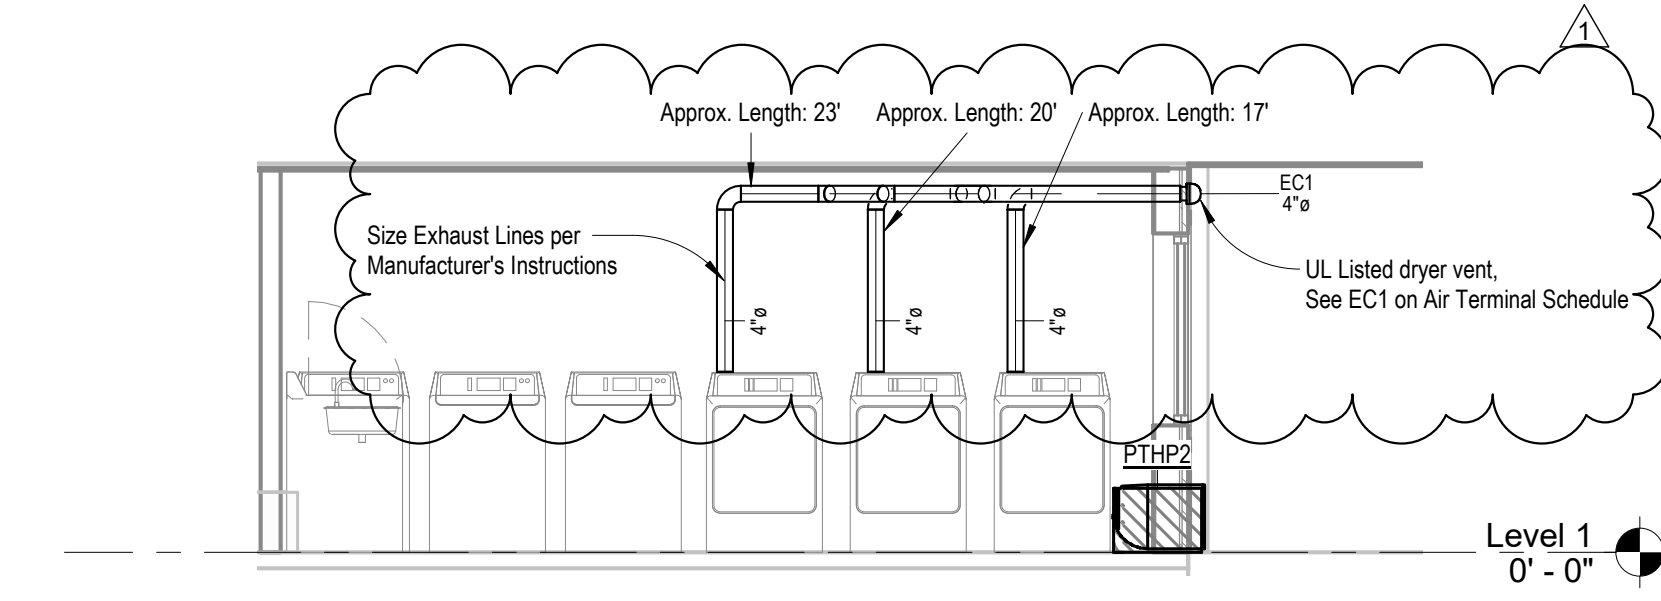 1
Approx. Length: 23'
Approx. Length: 20'
Approx. Length: 17'
EC1
4"ø
Size Exhaust Lines per
Manufacturer's Instructions
UL Listed dryer vent,
See EC1 on Air Terminal Schedule
4"ø
4"ø
4"ø
PTHP2
Level 1
0' - 0"